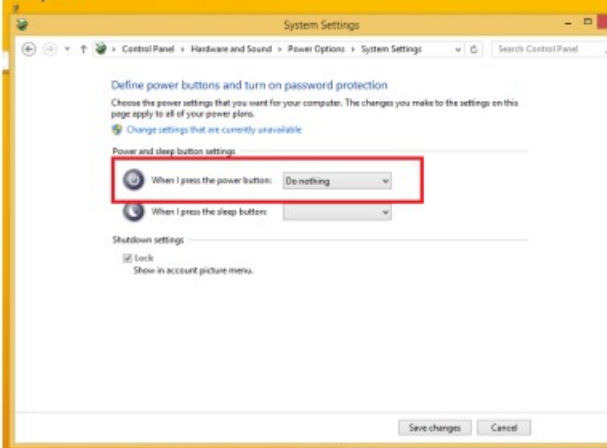 System Settings
Control Panel › Hardware and Sound › Power Options › System Settings
Search Control Panel
Define power buttons and turn on password protection
Choose the power settings that you want for your computer. The changes you make to the settings on this
page apply to all of your power plans.
Change settings that are currently unavailable
Power and sleep button settings
When I press the power button: Do nothing
When I press the sleep button:
Shutdown settings
Lock
Show in account picture menu.
Save changes Cancel